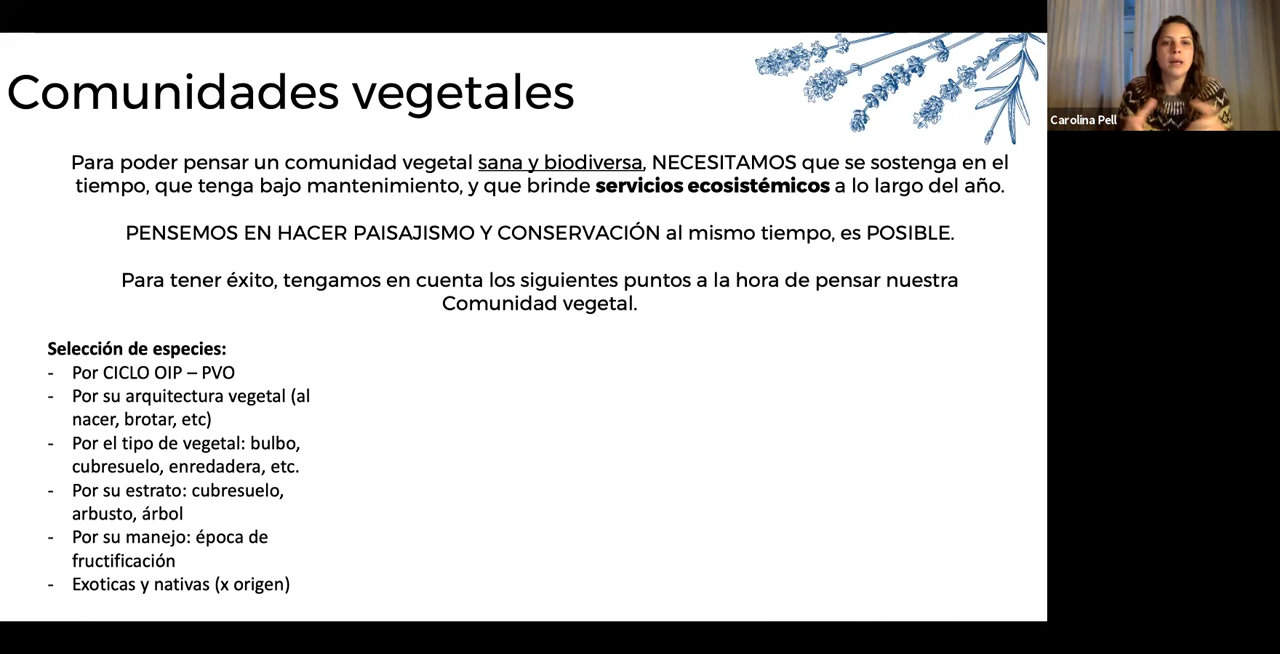 Comunidades vegetales
Carolina Pell
Para poder pensar un comunidad vegetal sana y biodiversa, NECESITAMOS que se sostenga en el
tiempo, que tenga bajo mantenimiento, y que brinde servicios ecosistémicos a lo largo del año.
PENSEMOS EN HACER PAISAJISMO Y CONSERVACIÓN al mismo tiempo, es POSIBLE.
Para tener éxito, tengamos en cuenta los siguientes puntos a la hora de pensar nuestra
Comunidad vegetal.
Selección de especies:
- Por CICLO OIP – PVO
- Por su arquitectura vegetal (al
nacer, brotar, etc)
- Por el tipo de vegetal: bulbo,
cubresuelo, enredadera, etc.
- Por su estrato: cubresuelo,
arbusto, árbol
- Por su manejo: época de
fructificación
- Exoticas y nativas (x origen)